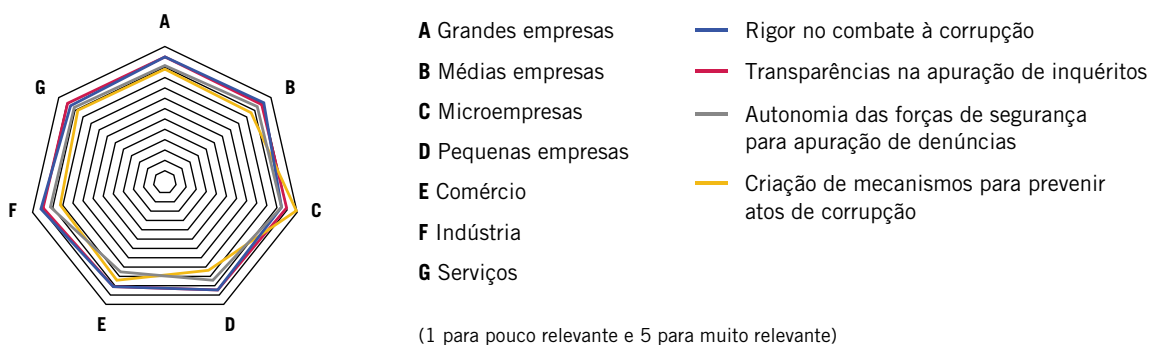 A
B
C
D
E
F
G
A Grandes empresas
B Médias empresas
C Microempresas
D Pequenas empresas
E Comércio
F Indústria
G Serviços
Rigor no combate à corrupção
Transparências na apuração de inquéritos
Autonomia das forças de segurança
para apuração de denúncias
Criação de mecanismos para prevenir
atos de corrupção
(1 para pouco relevante e 5 para muito relevante)